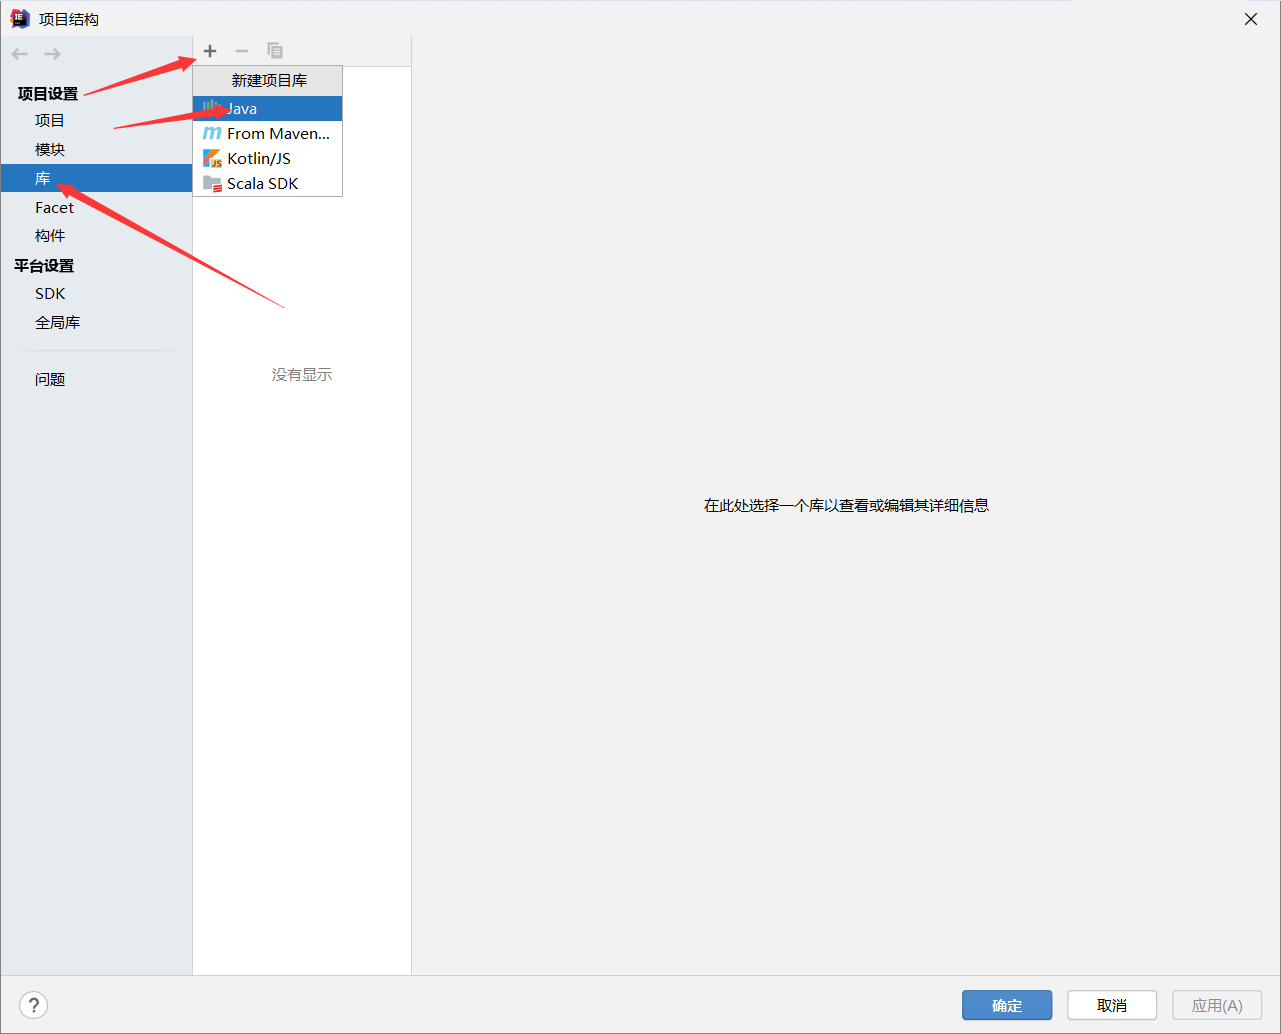 项目结构
项目设置
项目
模块
库
Facet
构件
平台设置
SDK
全局库
问题
新建项目库
Java
From Maven...
Kotlin/JS
Scala SDK
没有显示
在此处选择一个库以查看或编辑其详细信息
?
确定
取消
应用(A)